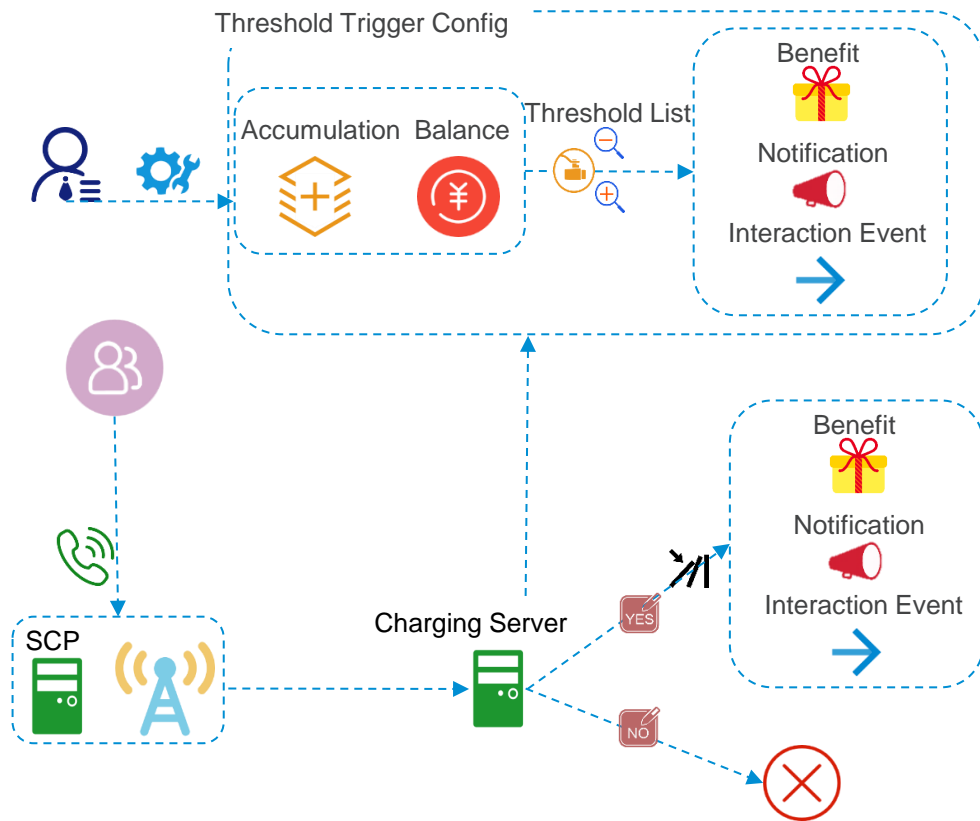 Threshold Trigger Config
Benefit
Accumulation
Balance
Threshold List
¥
Notification
Interaction Event
Benefit
Notification
Interaction Event
SCP
Charging Server
YES
NO